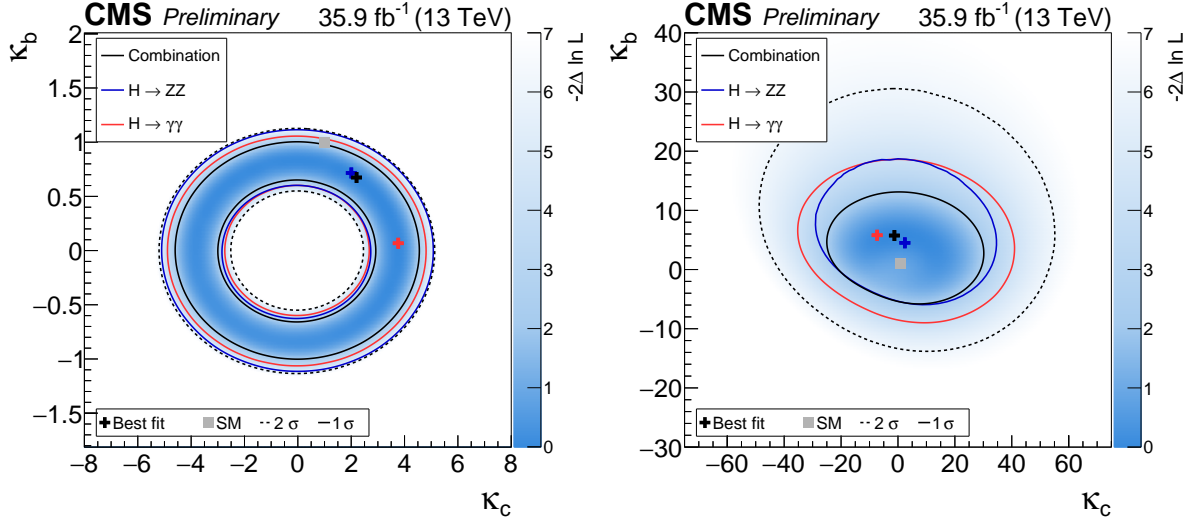 CMS Preliminary 35.9 fb⁻¹ (13 TeV)
κb
2
1.5
1
0.5
0
−0.5
−1
−1.5
Combination
H → ZZ
H → γγ
Best fit SM 2 σ 1 σ
−8 −6 −4 −2 0 2 4 6 8
κc
7
6
5
4
3
2
1
0
-2Δ ln L
CMS Preliminary 35.9 fb⁻¹ (13 TeV)
κb
40
30
20
10
0
−10
−20
−30
Combination
H → ZZ
H → γγ
Best fit SM 2 σ 1 σ
−60 −40 −20 0 20 40 60
κc
7
6
5
4
3
2
1
0
-2Δ ln L